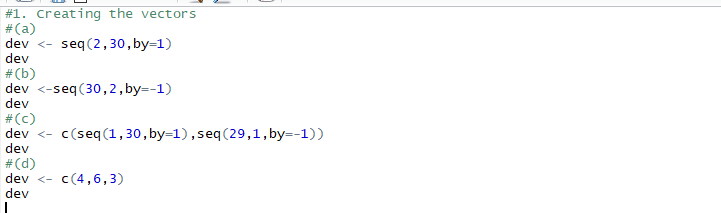 #1. Creating the vectors
#(a)
dev <- seq(2,30,by=1)
dev
#(b)
dev <-seq(30,2,by=-1)
dev
#(c)
dev <- c(seq(1,30,by=1),seq(29,1,by=-1))
dev
#(d)
dev <- c(4,6,3)
dev